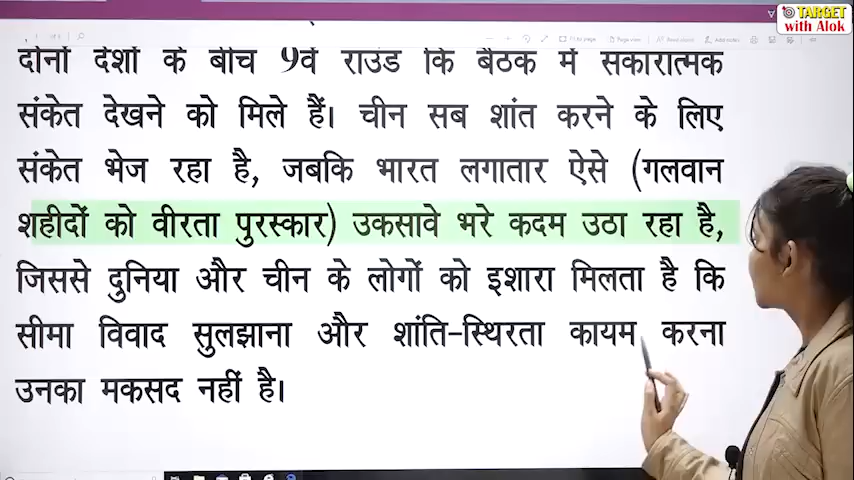 TARGET
with Alok
दोनों देशों के बीच 9वें राउंड कि बैठक में सकारात्मक
संकेत देखने को मिले हैं। चीन सब शांत करने के लिए
संकेत भेज रहा है, जबकि भारत लगातार ऐसे (गलवान
शहीदों को वीरता पुरस्कार) उकसावे भरे कदम उठा रहा है,
जिससे दुनिया और चीन के लोगों को इशारा मिलता है कि
सीमा विवाद सुलझाना और शांति-स्थिरता कायम करना
उनका मकसद नहीं है।